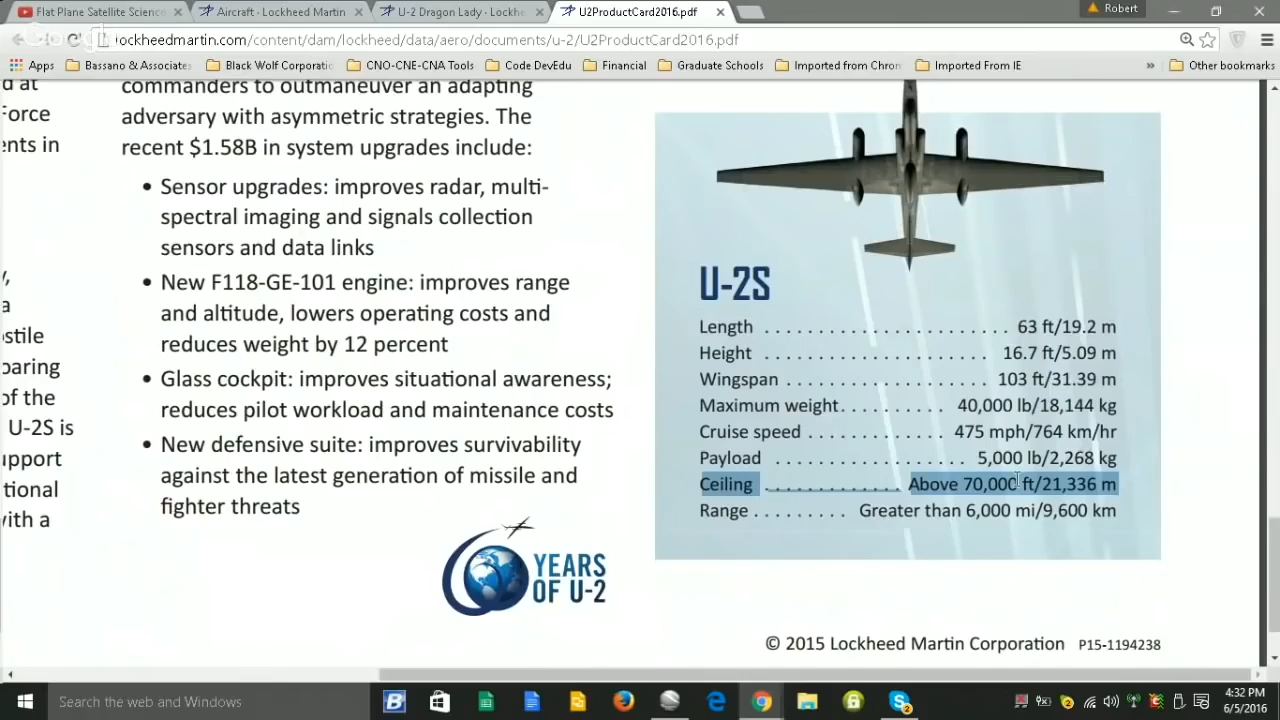 Flat Plane Satellite Science
Aircraft - Lockheed Martin
U-2 Dragon Lady - Lockhe
U2ProductCard2016.pdf
Robert
lockheedmartin.com/content/dam/lockheed/data/aero/documents/u-2/U2ProductCard2016.pdf
Apps
Bassano & Associates
Black Wolf Corporatic
CNO-CNE-CNA Tools
Code DevEdu
Financial
Graduate Schools
Imported from Chron
Imported From IE
»
Other bookmarks
d at
Force
ents in
a
stile
paring
of the
U-2S is
upport
tional
with a
commanders to outmaneuver an adapting
adversary with asymmetric strategies. The
recent $1.58B in system upgrades include:
• Sensor upgrades: improves radar, multi-
spectral imaging and signals collection
sensors and data links
• New F118-GE-101 engine: improves range
and altitude, lowers operating costs and
reduces weight by 12 percent
• Glass cockpit: improves situational awareness;
reduces pilot workload and maintenance costs
• New defensive suite: improves survivability
against the latest generation of missile and
fighter threats
60 YEARS
OF U-2
U-2S
Length . . . . . . . . . . . . . . . . . . . . . . . . 63 ft/19.2 m
Height . . . . . . . . . . . . . . . . . . . . . . 16.7 ft/5.09 m
Wingspan . . . . . . . . . . . . . . . . . . . 103 ft/31.39 m
Maximum weight. . . . . . . . . . 40,000 lb/18,144 kg
Cruise speed . . . . . . . . . . . . . 475 mph/764 km/hr
Payload . . . . . . . . . . . . . . . . . . 5,000 lb/2,268 kg
Ceiling . . . . . . . . . . . . . Above 70,000 ft/21,336 m
Range . . . . . . . . . Greater than 6,000 mi/9,600 km
© 2015 Lockheed Martin Corporation P15-1194238
Search the web and Windows
4:32 PM
6/5/2016